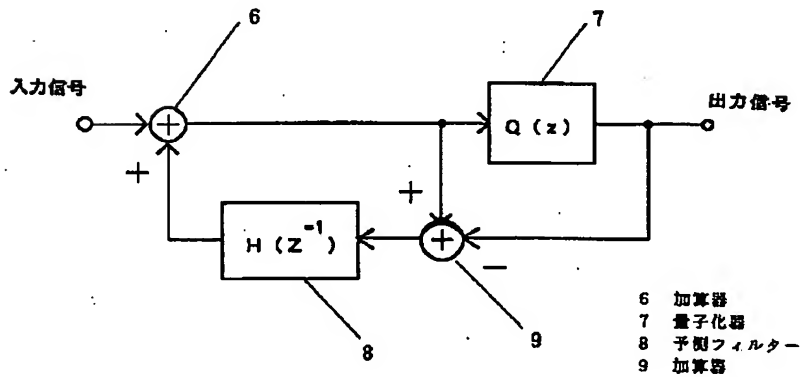 6
7
入力信号
出力信号
+
Q (z)
+
+
H (Z⁻¹)
+
−
8
9
6 加算器
7 量子化器
8 予測フィルター
9 加算器